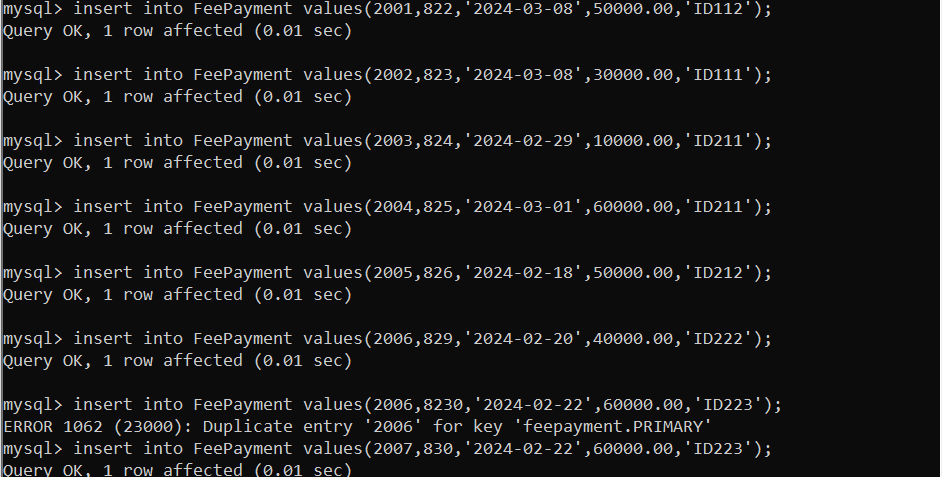 mysql> insert into FeePayment values(2001,822,'2024-03-08',50000.00,'ID112');
Query OK, 1 row affected (0.01 sec)
mysql> insert into FeePayment values(2002,823,'2024-03-08',30000.00,'ID111');
Query OK, 1 row affected (0.01 sec)
mysql> insert into FeePayment values(2003,824,'2024-02-29',10000.00,'ID211');
Query OK, 1 row affected (0.01 sec)
mysql> insert into FeePayment values(2004,825,'2024-03-01',60000.00,'ID211');
Query OK, 1 row affected (0.01 sec)
mysql> insert into FeePayment values(2005,826,'2024-02-18',50000.00,'ID212');
Query OK, 1 row affected (0.01 sec)
mysql> insert into FeePayment values(2006,829,'2024-02-20',40000.00,'ID222');
Query OK, 1 row affected (0.01 sec)
mysql> insert into FeePayment values(2006,8230,'2024-02-22',60000.00,'ID223');
ERROR 1062 (23000): Duplicate entry '2006' for key 'feepayment.PRIMARY'
mysql> insert into FeePayment values(2007,830,'2024-02-22',60000.00,'ID223');
Query OK, 1 row affected (0.01 sec)